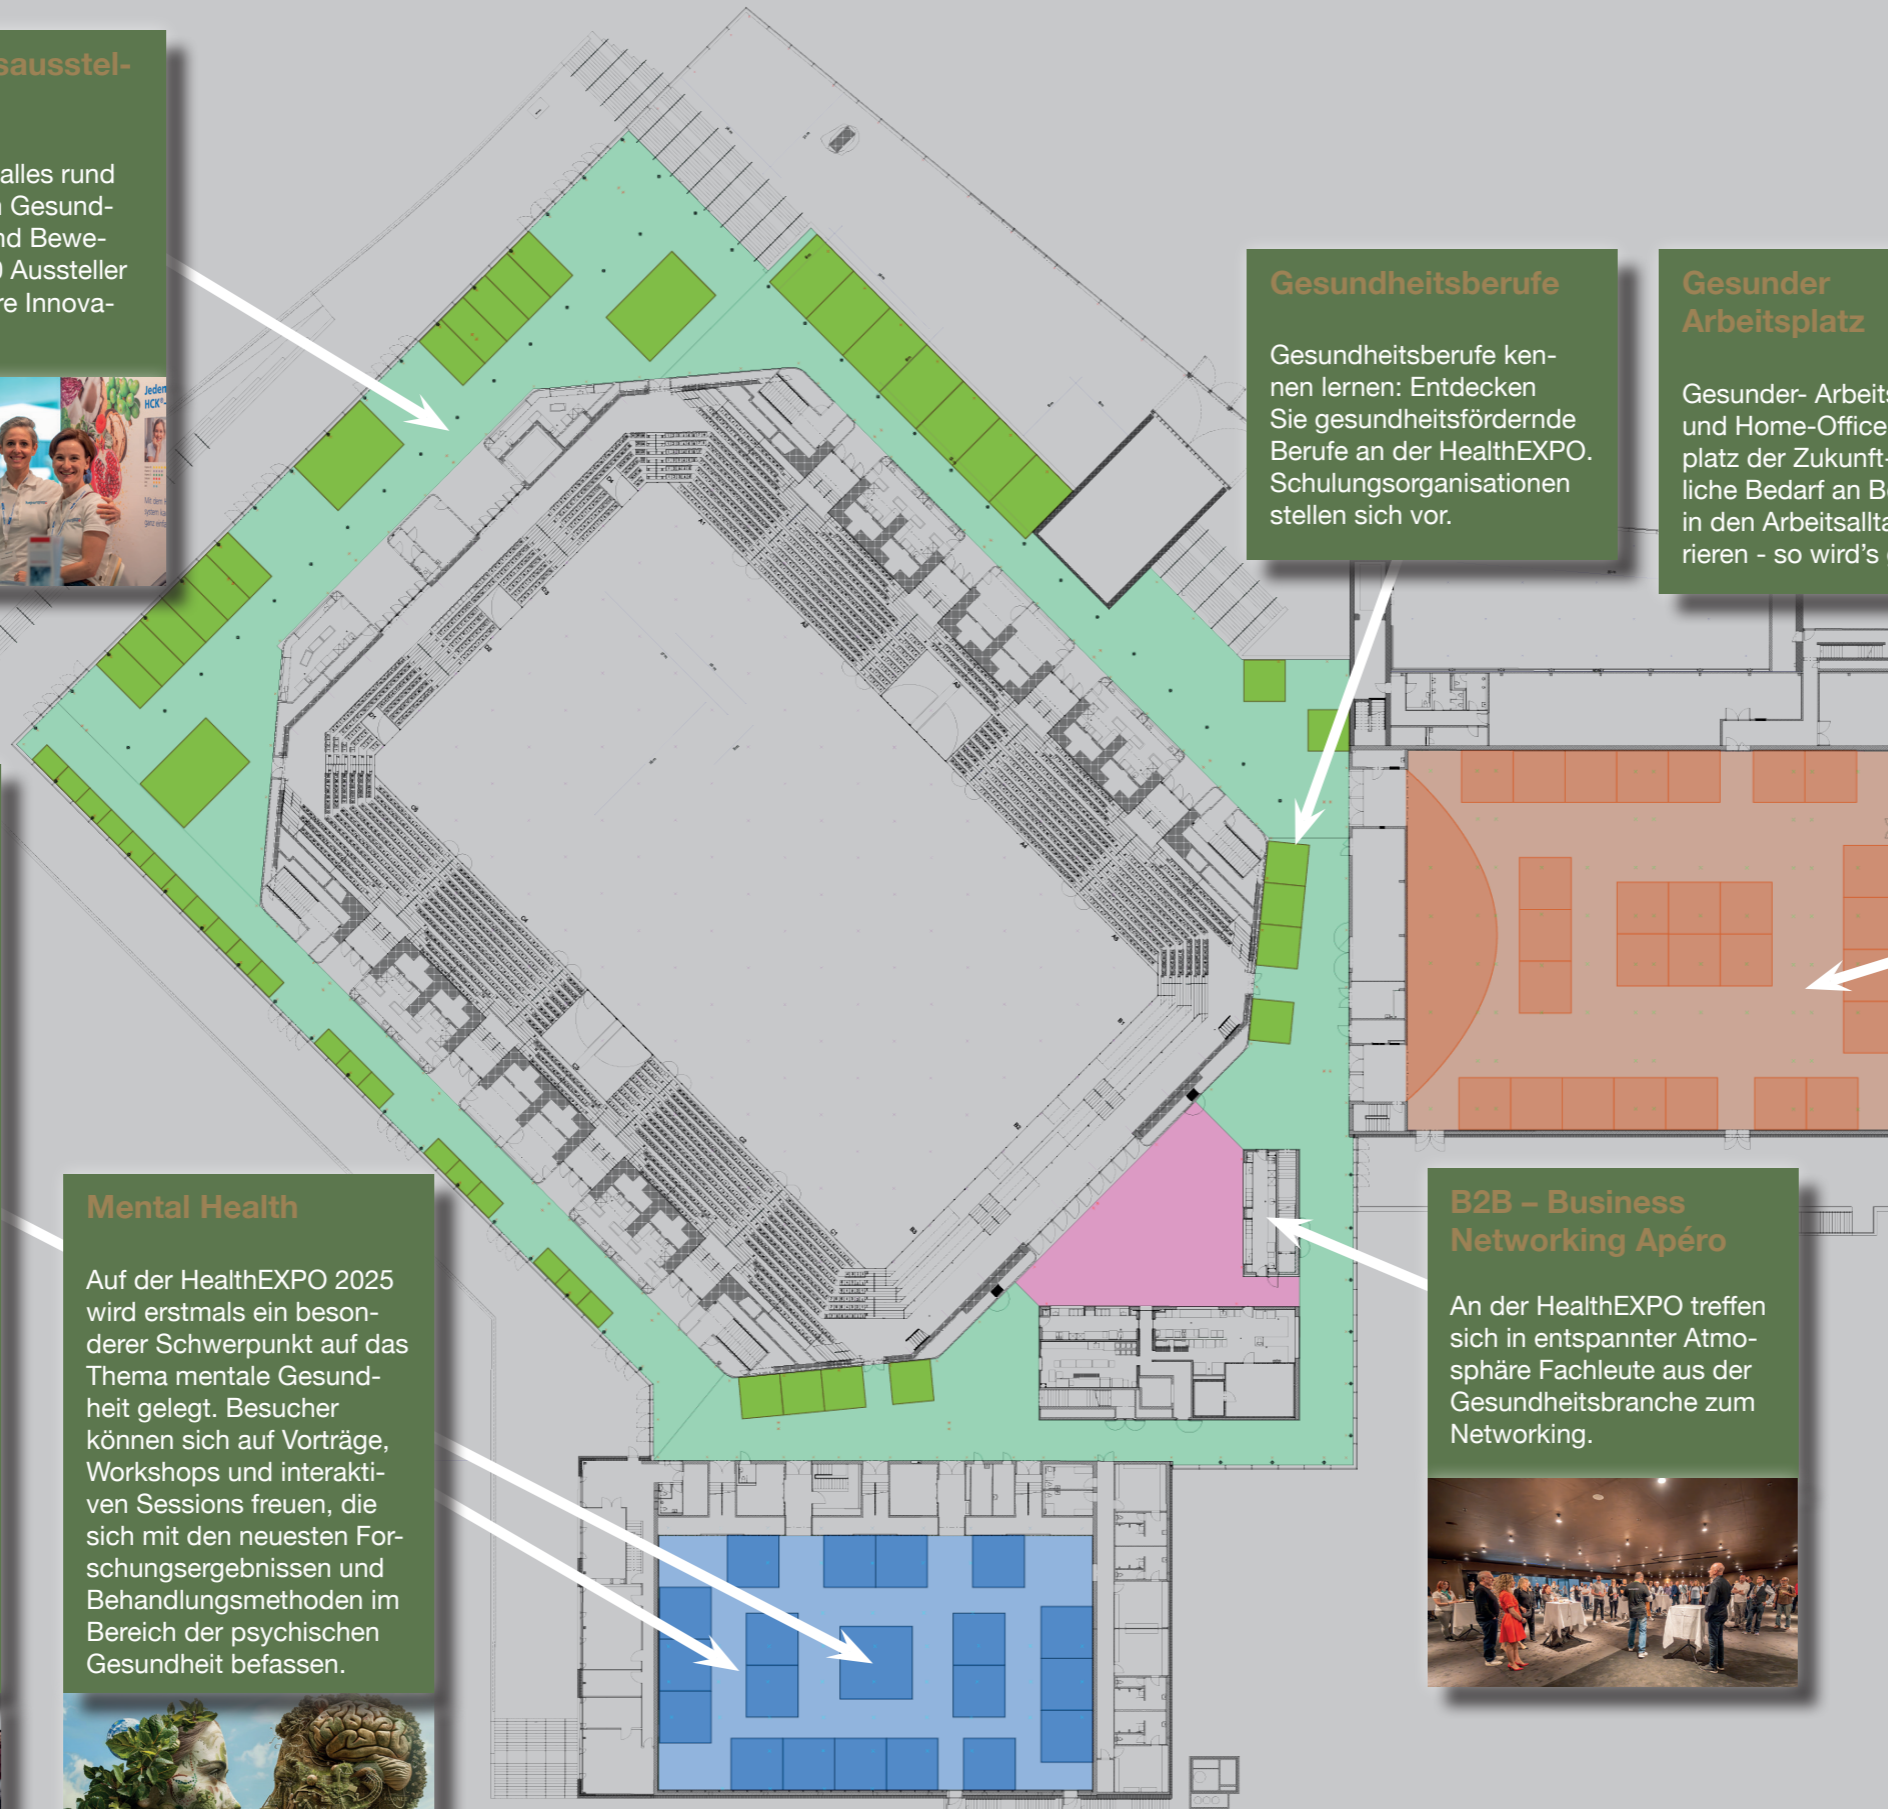 sausstel-
alles rund
Gesund-
nd Bewe-
Aussteller
re Innova-
Jeden
HCK®-
Gesundheitsberufe
Gesundheitsberufe ken-
nen lernen: Entdecken
Sie gesundheitsfördernde
Berufe an der HealthEXPO.
Schulungsorganisationen
stellen sich vor.
Gesunder
Arbeitsplatz
Gesunder- Arbeits
und Home-Office
platz der Zukunft-
liche Bedarf an Be
in den Arbeitsallta
rieren - so wird's
Mental Health
Auf der HealthEXPO 2025
wird erstmals ein beson-
derer Schwerpunkt auf das
Thema mentale Gesund-
heit gelegt. Besucher
können sich auf Vorträge,
Workshops und interakti-
ven Sessions freuen, die
sich mit den neuesten For-
schungsergebnissen und
Behandlungsmethoden im
Bereich der psychischen
Gesundheit befassen.
B2B – Business
Networking Apéro
An der HealthEXPO treffen
sich in entspannter Atmo-
sphäre Fachleute aus der
Gesundheitsbranche zum
Networking.